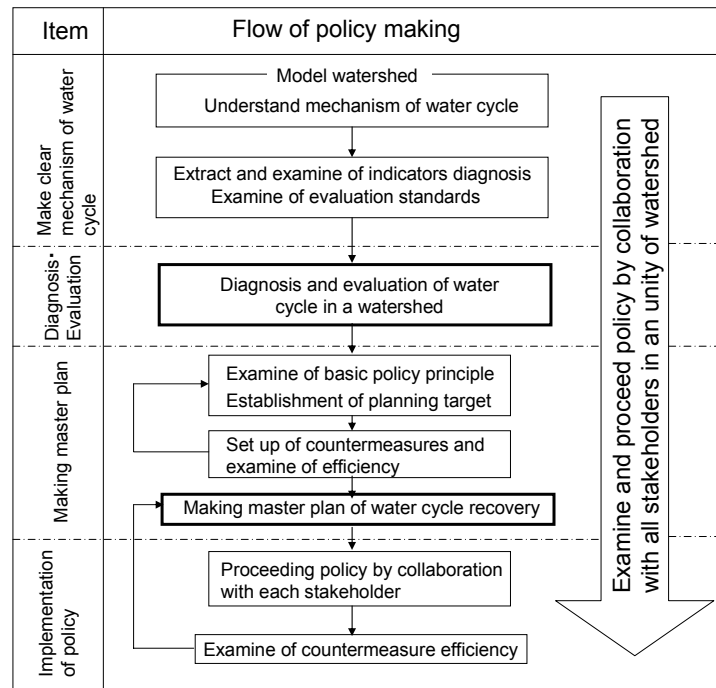 Item
Flow of policy making
Make clear
mechanism of water
cycle
Model watershed
Understand mechanism of water cycle
Extract and examine of indicators diagnosis
Examine of evaluation standards
Diagnosis・
Evaluation
Diagnosis and evaluation of water
cycle in a watershed
Making master plan
Examine of basic policy principle
Establishment of planning target
Set up of countermeasures and
examine of efficiency
Making master plan of water cycle recovery
Implementation
of policy
Proceeding policy by collaboration
with each stakeholder
Examine of countermeasure efficiency
Examine and proceed policy by collaboration
with all stakeholders in an unity of watershed